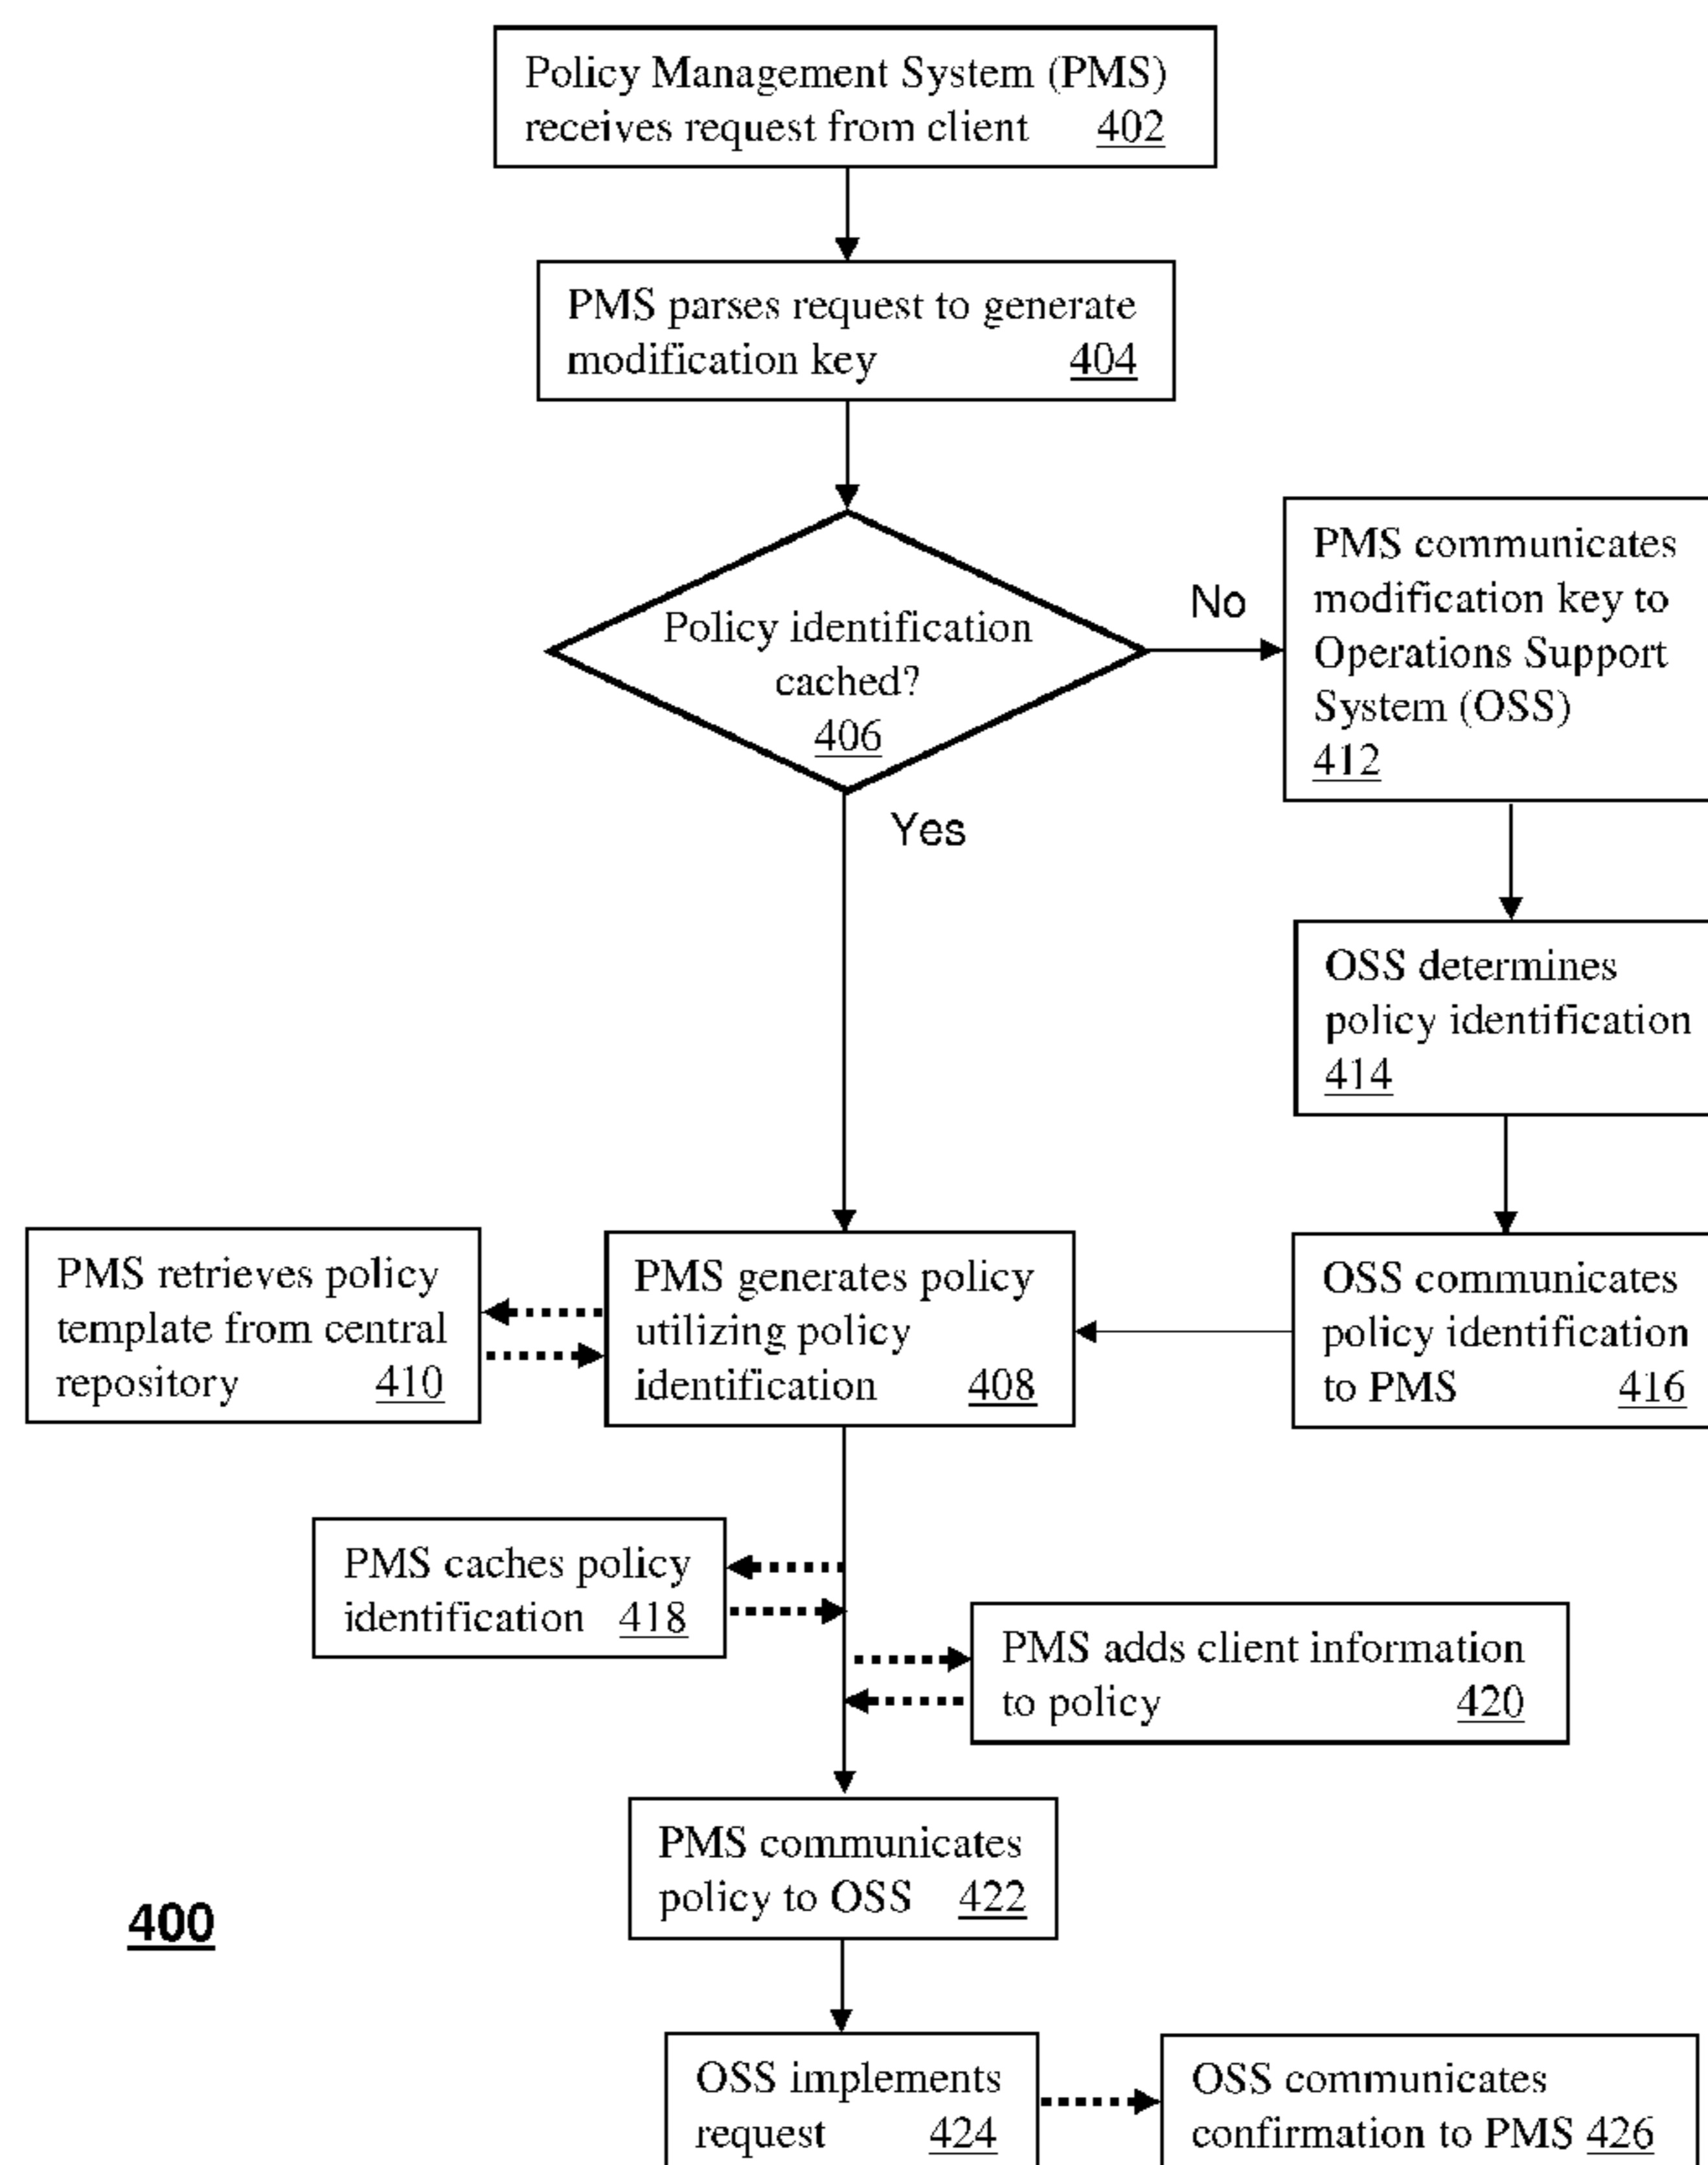 Policy Management System (PMS)
receives request from client 402
PMS parses request to generate
modification key 404
Policy identification
cached?
406
No
Yes
PMS communicates
modification key to
Operations Support
System (OSS)
412
OSS determines
policy identification
414
PMS retrieves policy
template from central
repository 410
PMS generates policy
utilizing policy
identification 408
OSS communicates
policy identification
to PMS 416
PMS caches policy
identification 418
PMS adds client information
to policy 420
PMS communicates
policy to OSS 422
400
OSS implements
request 424
OSS communicates
confirmation to PMS 426